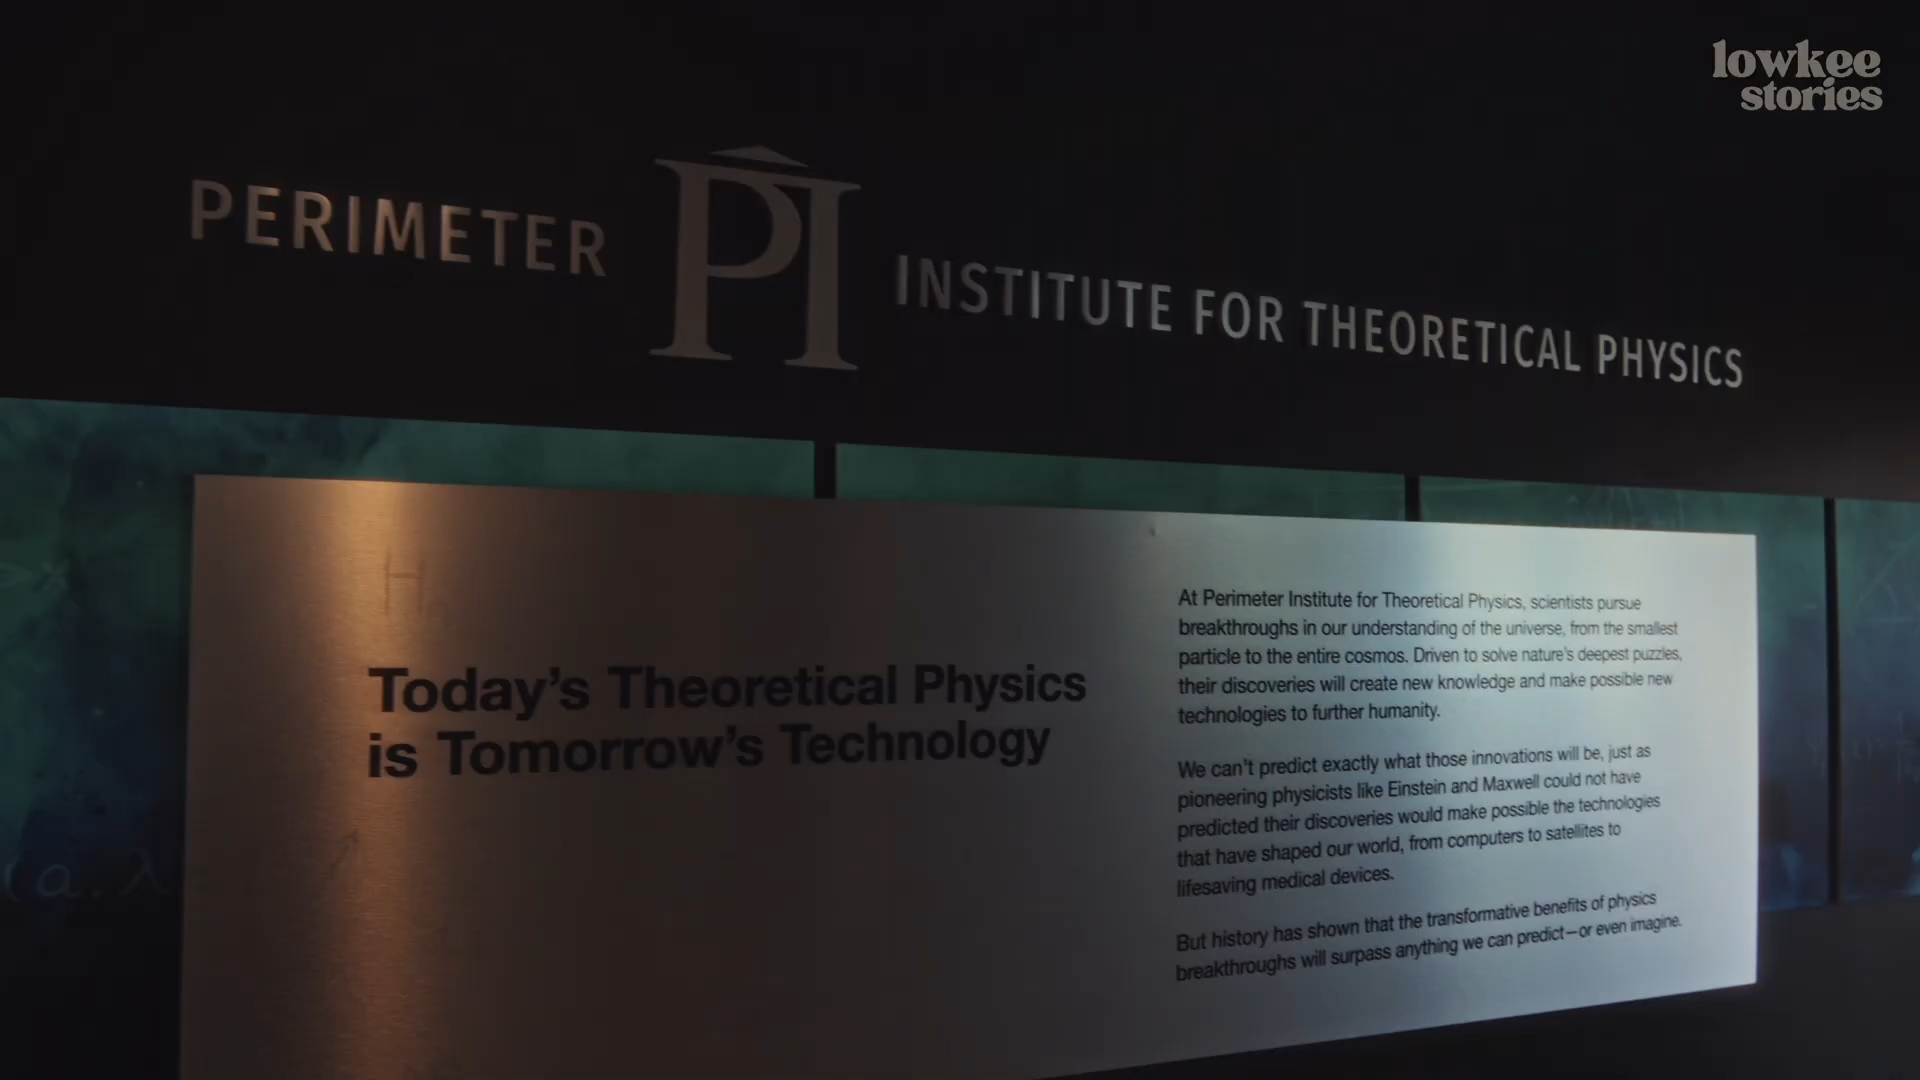 lowkee
stories
PERIMETER PI INSTITUTE FOR THEORETICAL PHYSICS
H
Today's Theoretical Physics
is Tomorrow's Technology
At Perimeter Institute for Theoretical Physics, scientists pursue
breakthroughs in our understanding of the universe, from the smallest
particle to the entire cosmos. Driven to solve nature's deepest puzzles,
their discoveries will create new knowledge and make possible new
technologies to further humanity.
We can't predict exactly what those innovations will be, just as
pioneering physicists like Einstein and Maxwell could not have
predicted their discoveries would make possible the technologies
that have shaped our world, from computers to satellites to
lifesaving medical devices.
But history has shown that the transformative benefits of physics
breakthroughs will surpass anything we can predict—or even imagine.